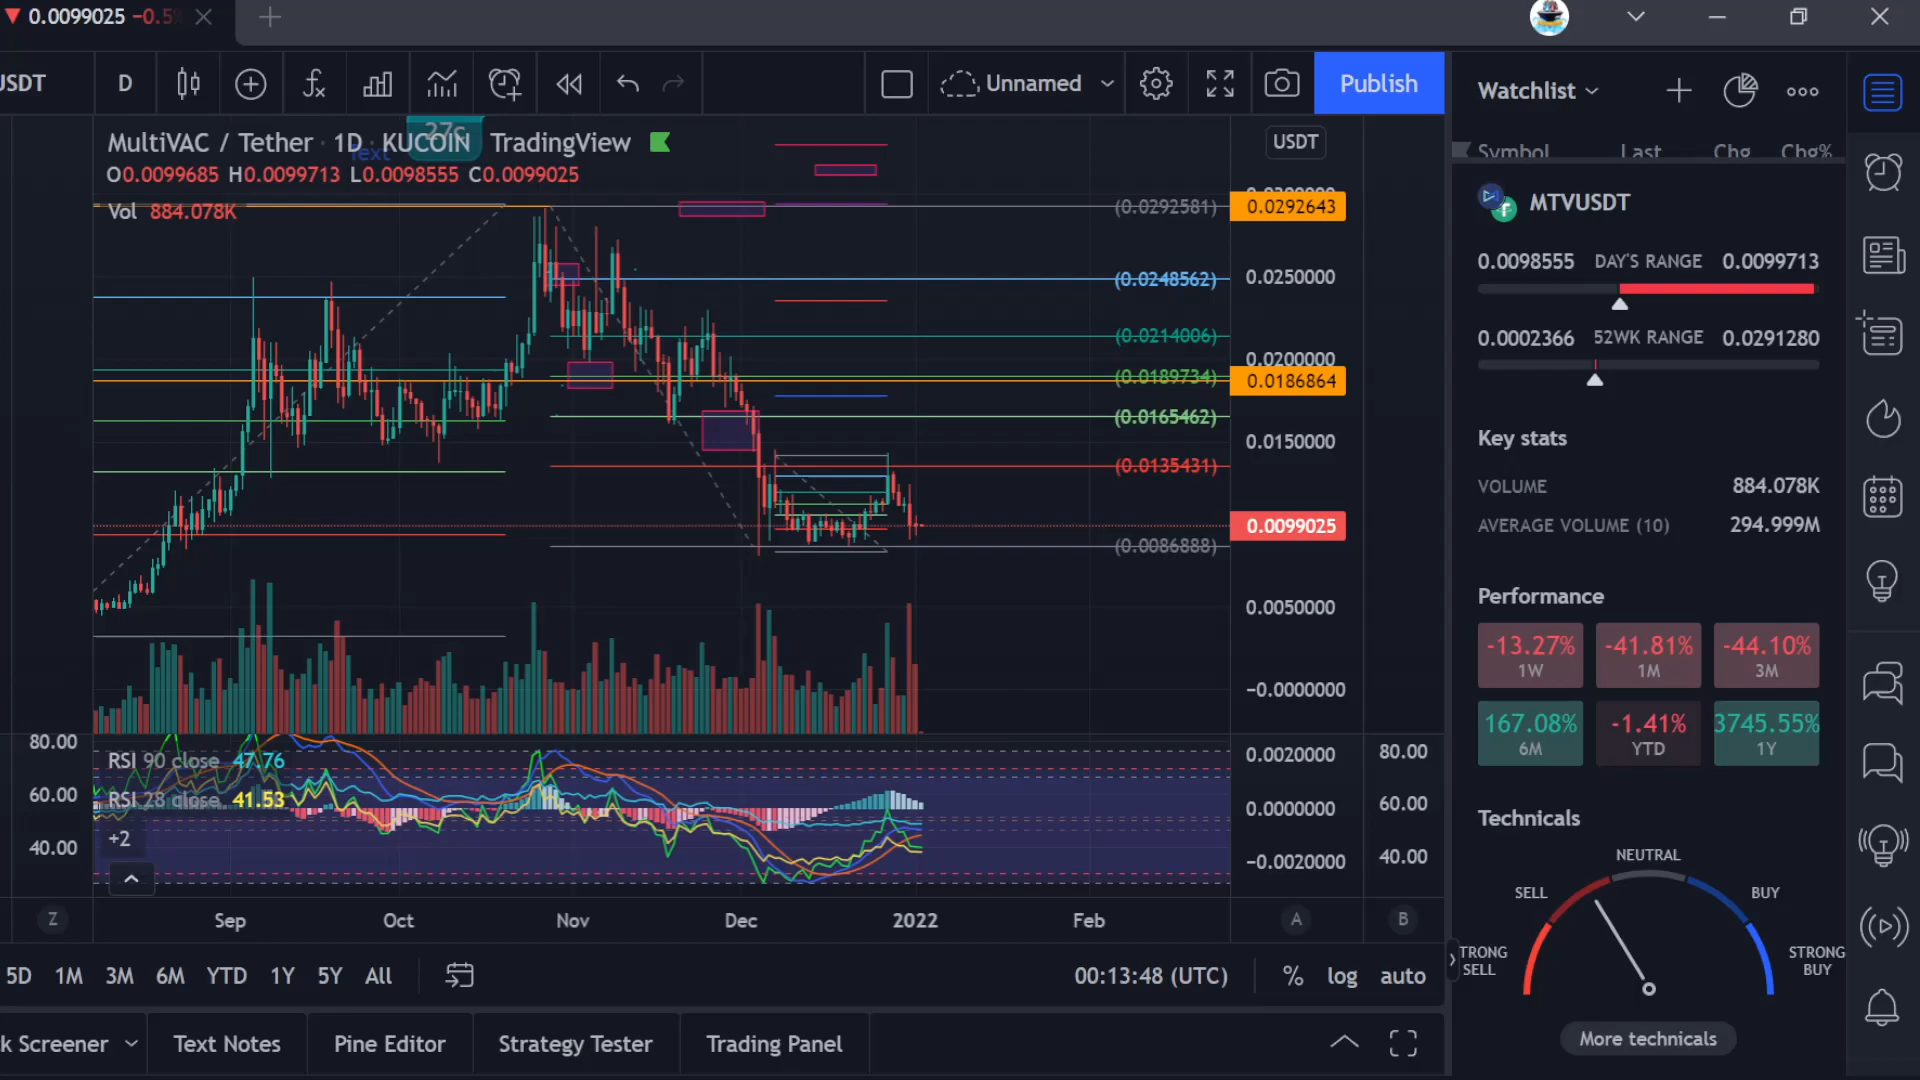 0.0099025 −0.5
USDT
D
Unnamed
Publish
MultiVAC / Tether · 1D · KUCOIN TradingView
27c
Text
O0.0099685 H0.0099713 L0.0098555 C0.0099025
Vol 884.078K
USDT
(0.0292581)
0.0292643
(0.0248562)
0.0250000
(0.0214006)
0.0200000
(0.0189734)
0.0186864
(0.0165462)
0.0150000
(0.0135431)
0.0099025
(0.0086888)
0.0050000
−0.0000000
80.00
60.00
40.00
RSI 90 close 47.76
RSI 28 close 41.53
+2
0.0020000
0.0000000
−0.0020000
80.00
60.00
40.00
Z
Sep
Oct
Nov
Dec
2022
Feb
A
B
5D 1M 3M 6M YTD 1Y 5Y All
00:13:48 (UTC)
% log auto
k Screener
Text Notes
Pine Editor
Strategy Tester
Trading Panel
Watchlist
Symbol Last Chg Chg%
MTVUSDT
0.0098555 DAY'S RANGE 0.0099713
0.0002366 52WK RANGE 0.0291280
Key stats
VOLUME 884.078K
AVERAGE VOLUME (10) 294.999M
Performance
-13.27% -41.81% -44.10%
1W 1M 3M
167.08% -1.41% 3745.55%
6M YTD 1Y
Technicals
NEUTRAL
SELL
BUY
TRONG
SELL
STRONG
BUY
More technicals